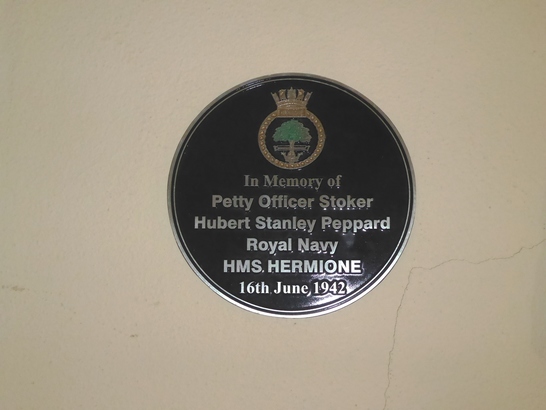 In Memory of
Petty Officer Stoker
Hubert Stanley Peppard
Royal Navy
HMS. HERMIONE
16th June 1942